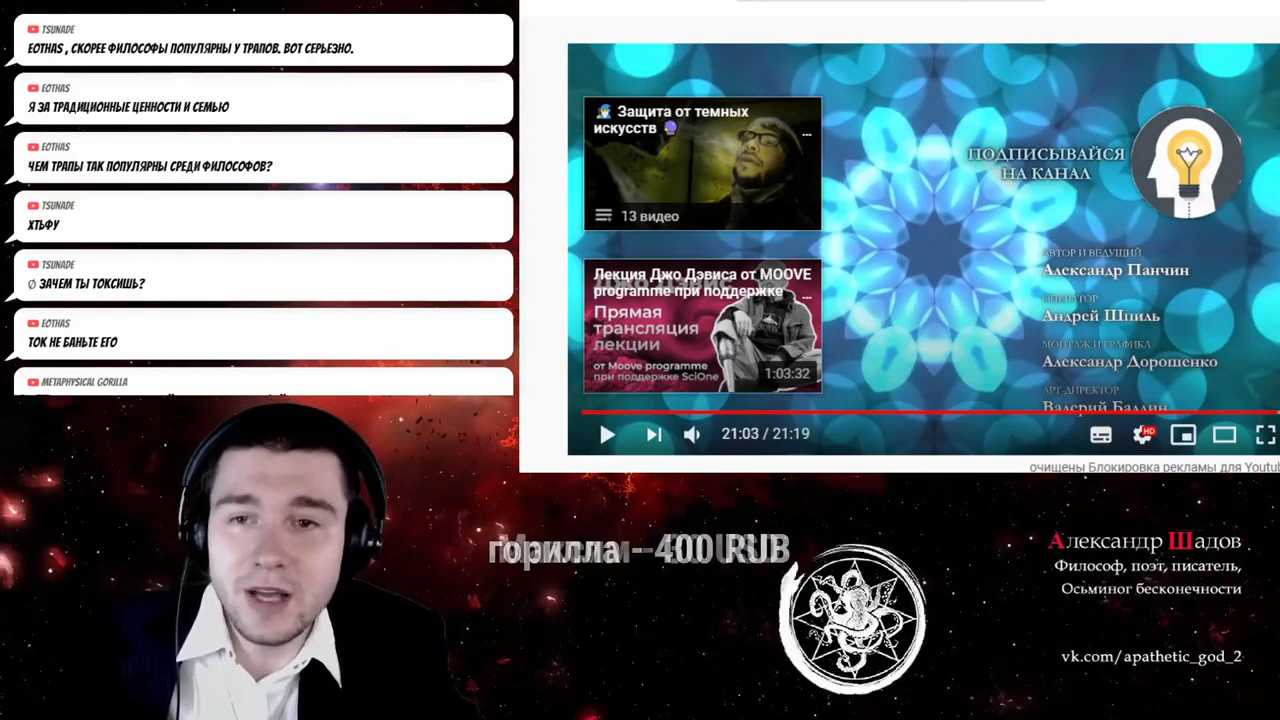 TSUNADE
EOTHAS , СКОРЕЕ ФИЛОСОФЫ ПОПУЛЯРНЫ У ТРАПОВ. ВОТ СЕРЬЕЗНО.
EOTHAS
Я ЗА ТРАДИЦИОННЫЕ ЦЕННОСТИ И СЕМЬЮ
EOTHAS
ЧЕМ ТРАПЫ ТАК ПОПУЛЯРНЫ СРЕДИ ФИЛОСОФОВ?
TSUNADE
ХТЬФУ
TSUNADE
∅ ЗАЧЕМ ТЫ ТОКСИШЬ?
EOTHAS
ТОК НЕ БАНЬТЕ ЕГО
METAPHYSICAL GORILLA
Защита от темных
искусств
13 видео
Лекция Джо Дэвиса от MOOVE
programme при поддержке
Прямая
трансляция
лекции
от Moove programme
при поддержке SciOne
1:03:32
ПОДПИСЫВАЙСЯ
НА КАНАЛ
АВТОР И ВЕДУЩИЙ
Александр Панчин
ОПЕРАТОР
Андрей Шпиль
МОНТАЖ И ГРАФИКА
Александр Дорошенко
АРТ-ДИРЕКТОР
Валерий Баллин
21:03 / 21:19
HD
очищены Блокировка рекламы для Youtub
горилла - 400 RUB
Александр Шадов
Философ, поэт, писатель,
Осьминог бесконечности
vk.com/apathetic_god_2